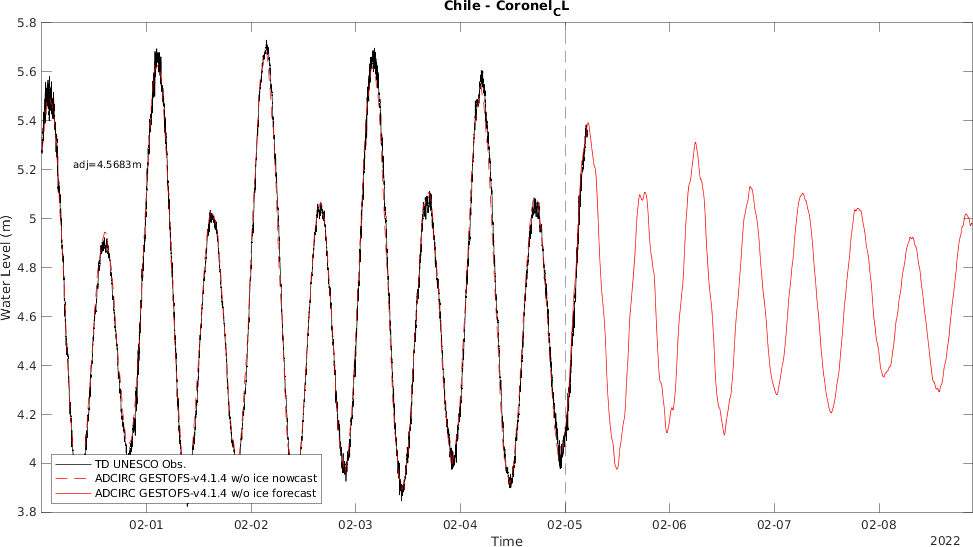 Chile - Coronel_CL
5.8
5.6
5.4
5.2
5
4.8
4.6
4.4
4.2
4
3.8
Water Level (m)
adj=4.5683m
TD UNESCO Obs.
ADCIRC GESTOFS-v4.1.4 w/o ice nowcast
ADCIRC GESTOFS-v4.1.4 w/o ice forecast
02-01 02-02 02-03 02-04 02-05 02-06 02-07 02-08
Time
2022